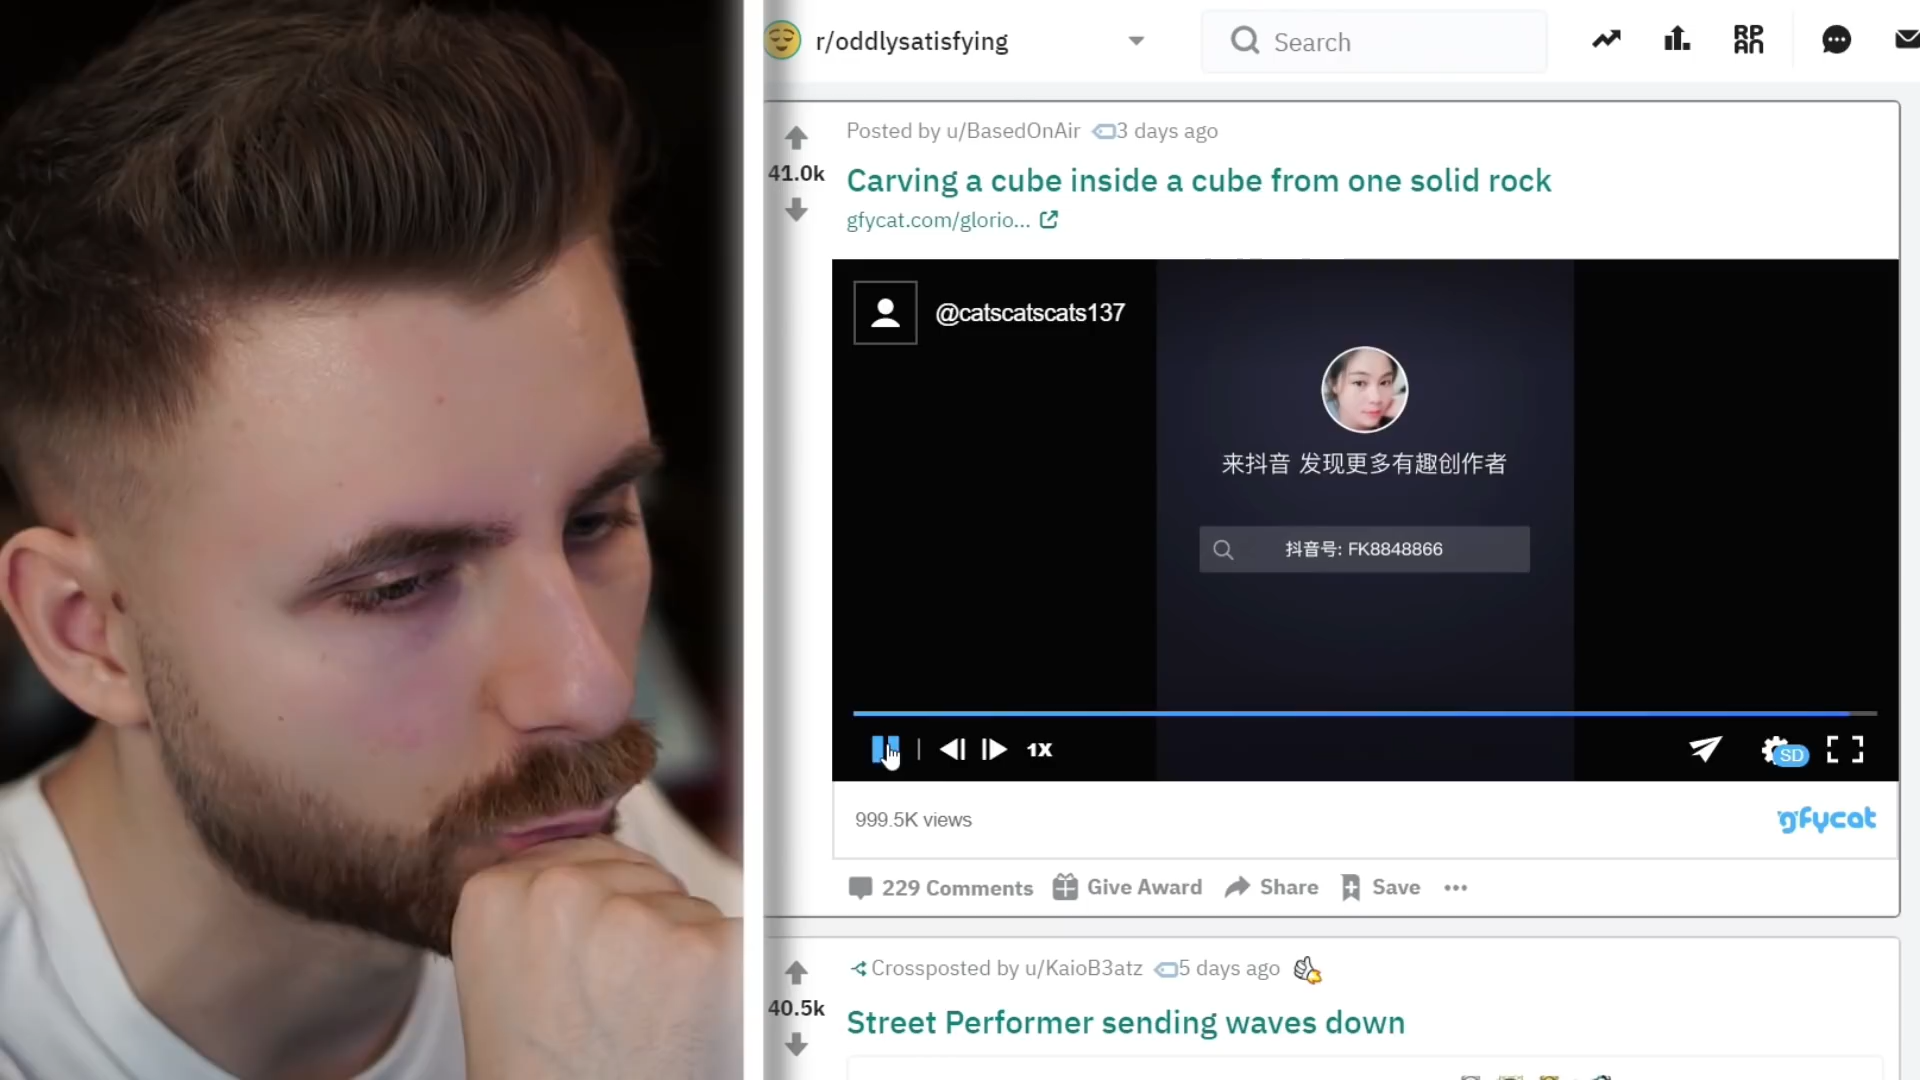 r/oddlysatisfying
Search
RPAN
Posted by u/BasedOnAir 3 days ago
41.0k
Carving a cube inside a cube from one solid rock
gfycat.com/glorio...
@catscatscats137
来抖音 发现更多有趣创作者
抖音号: FK8848866
1X
SD
999.5K views
gfycat
229 Comments Give Award Share Save
Crossposted by u/KaioB3atz 5 days ago
40.5k
Street Performer sending waves down